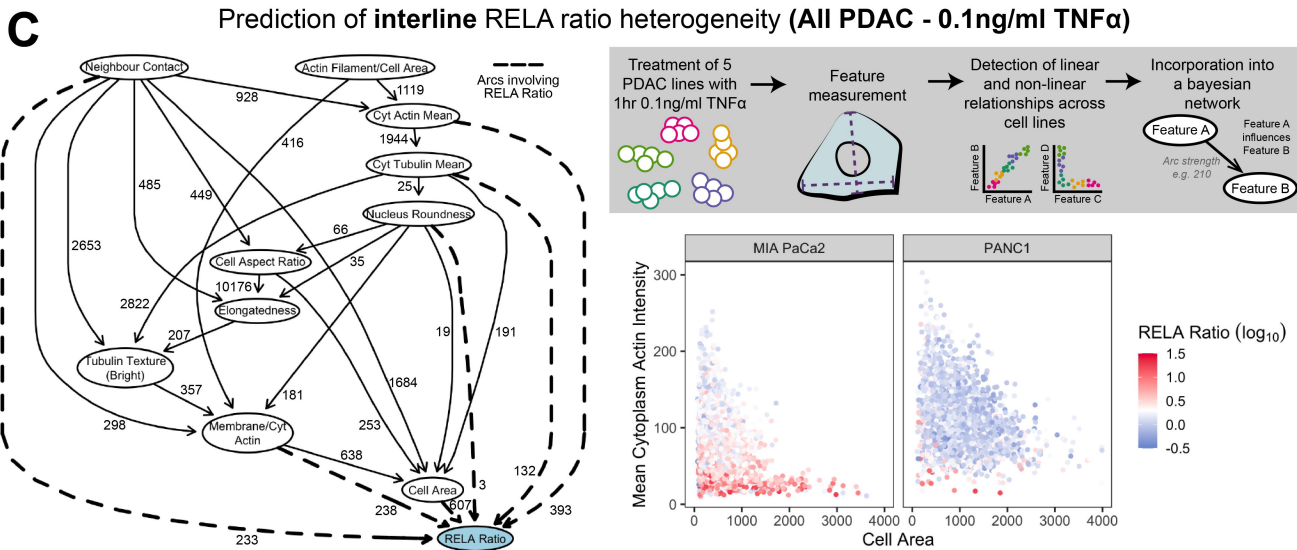 C
Prediction of interline RELA ratio heterogeneity (All PDAC - 0.1ng/ml TNFα)
Neighbour Contact
Actin Filament/Cell Area
Arcs involving
RELA Ratio
928
1119
Cyt Actin Mean
416
1944
Cyt Tubulin Mean
485
449
25
Nucleus Roundness
66
2653
35
Cell Aspect Ratio
10176
2822
Elongatedness
207
19
191
Tubulin Texture
(Bright)
357
1684
181
298
253
Membrane/Cyt
Actin
638
132
Cell Area
3
607
238
393
233
RELA Ratio
Treatment of 5
PDAC lines with
1hr 0.1ng/ml TNFα
Feature
measurement
Detection of linear
and non-linear
relationships across
cell lines
Feature B
Feature A
Feature D
Feature C
Incorporation into
a bayesian
network
Feature A
Feature A
influences
Feature B
Arc strength
e.g. 210
Feature B
MIA PaCa2
PANC1
Mean Cytoplasm Actin Intensity
300
200
100
0
0
1000
2000
3000
4000
0
1000
2000
3000
4000
Cell Area
RELA Ratio (log10)
1.5
1.0
0.5
0.0
-0.5